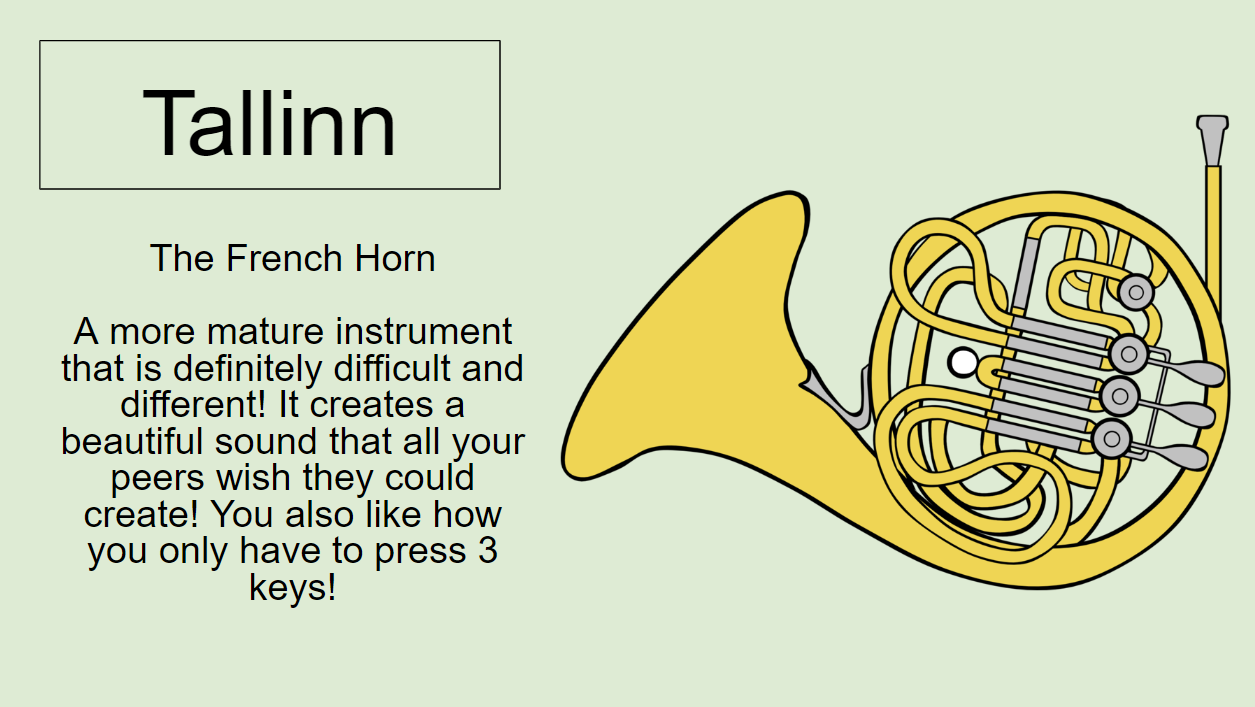 Tallinn
The French Horn
A more mature instrument
that is definitely difficult and
different! It creates a
beautiful sound that all your
peers wish they could
create! You also like how
you only have to press 3
keys!